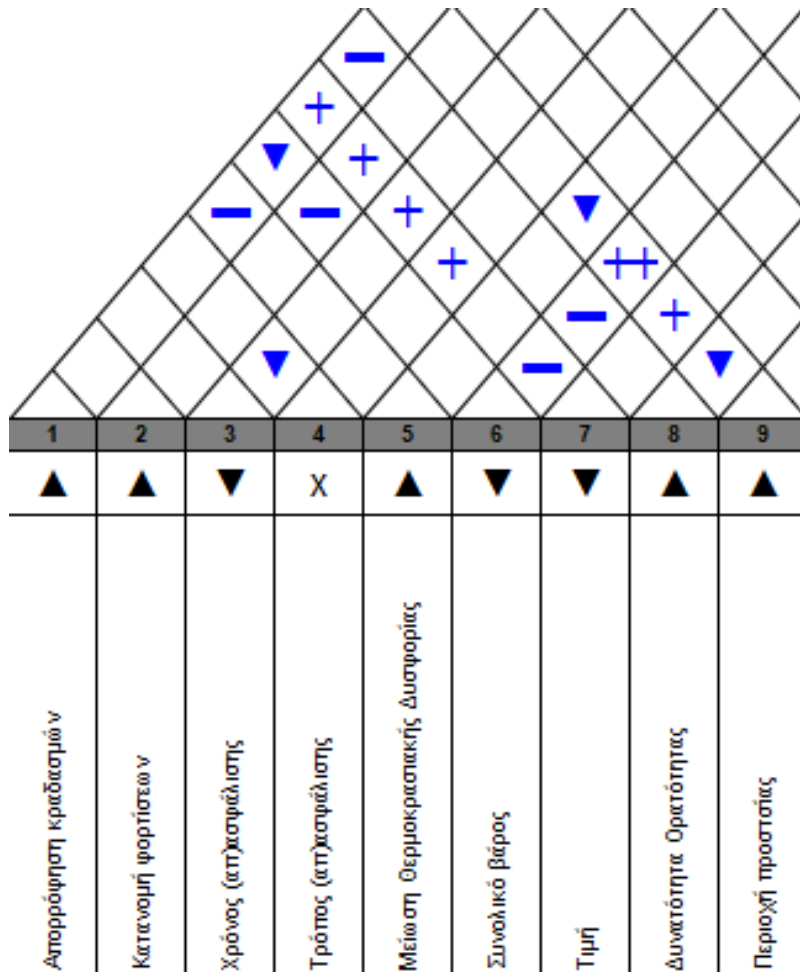 1 2 3 4 5 6 7 8 9
X
Απορρόφηση κραδασμών
Κατανομή φορτίσεων
Χρόνος (απ)ασφάλισης
Τρόπος (απ)ασφάλισης
Μείωση Θερμοκρασιακής Δυσφορίας
Συνολικό βάρος
Τιμή
Δυνατότητα Ορατότητας
Περιοχή προστσίας